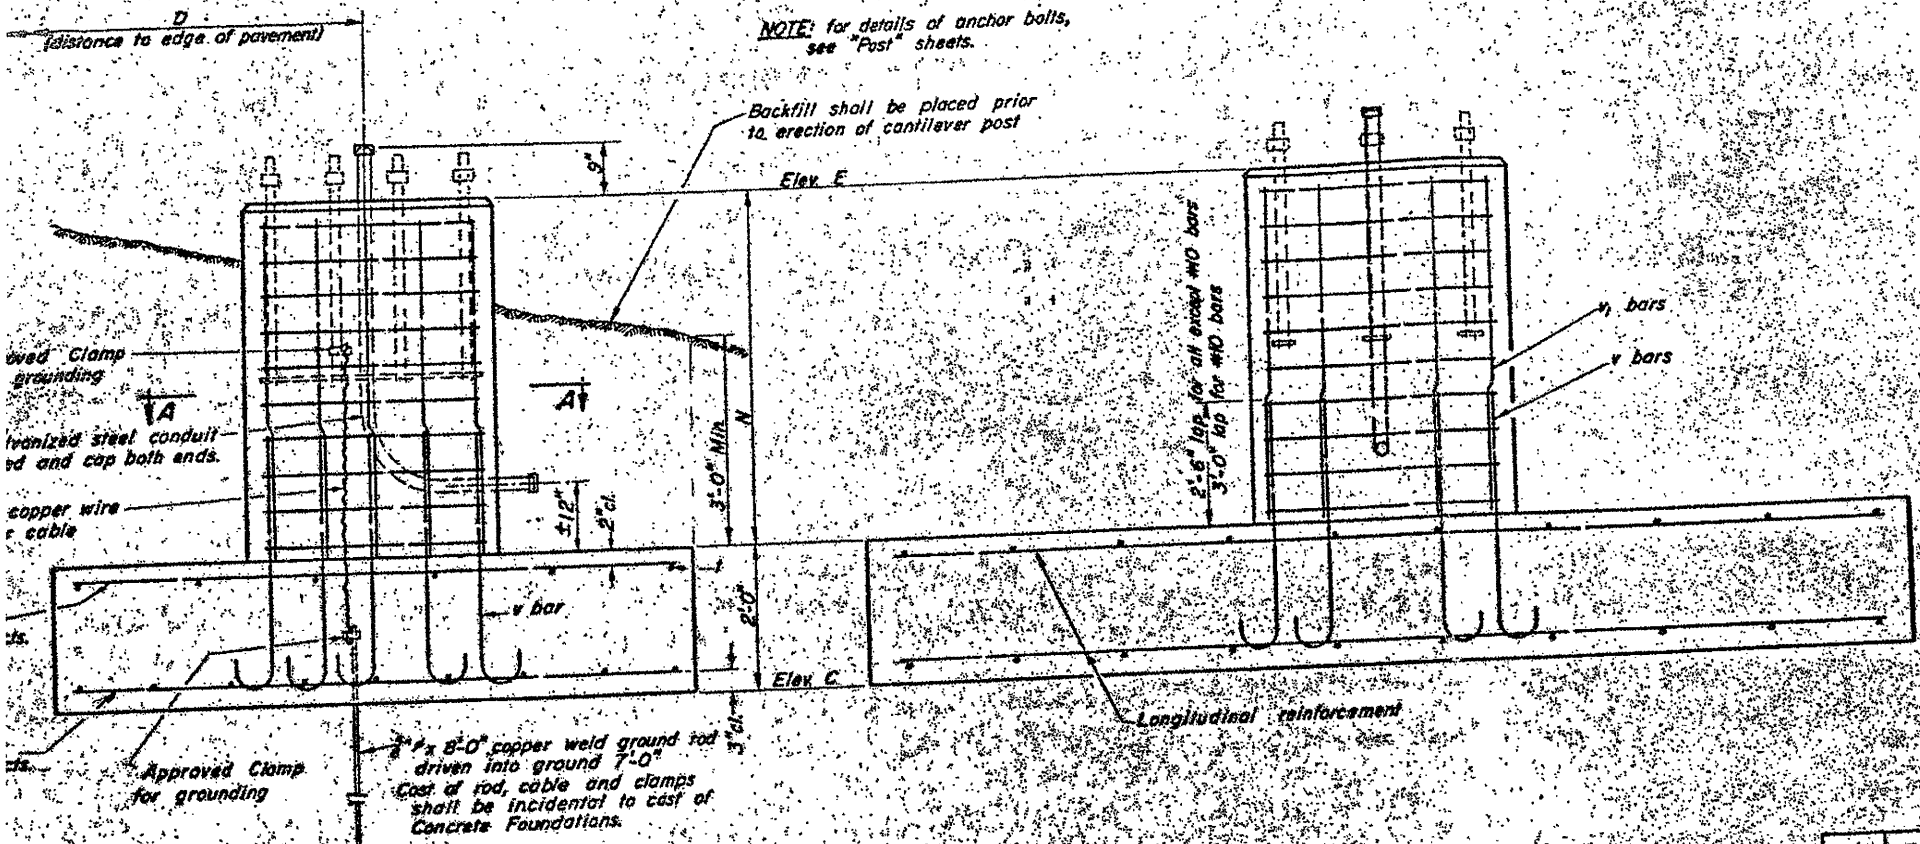 D
(distance to edge of pavement)
NOTE: for details of anchor bolts,
see "Post" sheets.
Backfill shall be placed prior
to erection of cantilever post
9"
Elev. E
Clamp
grounding
A
A
steel conduit
and cap both ends.
copper wire
cable
±12"
2"cl.
3'-0" Min.
N
2'-0"
v bar
Elev. C
3"cl.
Approved Clamp
for grounding
x 8'-0" copper weld ground rod
driven into ground 7'-0"
Cost of rod, cable and clamps
shall be incidental to cost of
Concrete Foundations.
2'-6" lap for all except #10 bars
3'-0" lap for #10 bars
v₁ bars
v bars
Longitudinal reinforcement